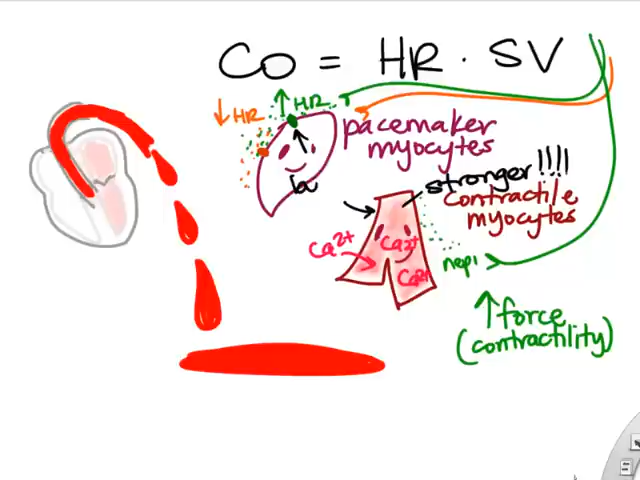 CO = HR · SV
↓HR
↑HR
pacemaker
myocytes
stronger!!!!
contractile
myocytes
Ca2+
Ca2+
Ca2+
nepi
↑force
(contractility)